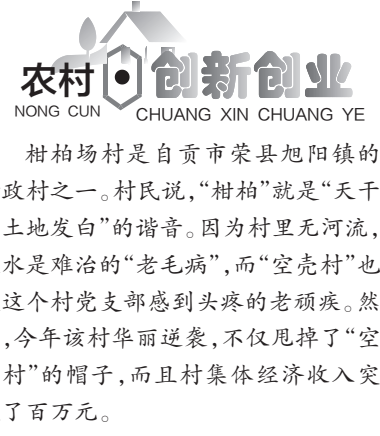 农村 创新创业
NONG CUN CHUANG XIN CHUANG YE
柑柏场村是自贡市荣县旭阳镇的
政村之一。村民说,“柑柏”就是“天干
土地发白”的谐音。因为村里无河流,
水是难治的“老毛病”,而“空壳村”也
这个村党支部感到头疼的老顽疾。然
,今年该村华丽逆袭,不仅甩掉了“空
村”的帽子,而且村集体经济收入突
了百万元。